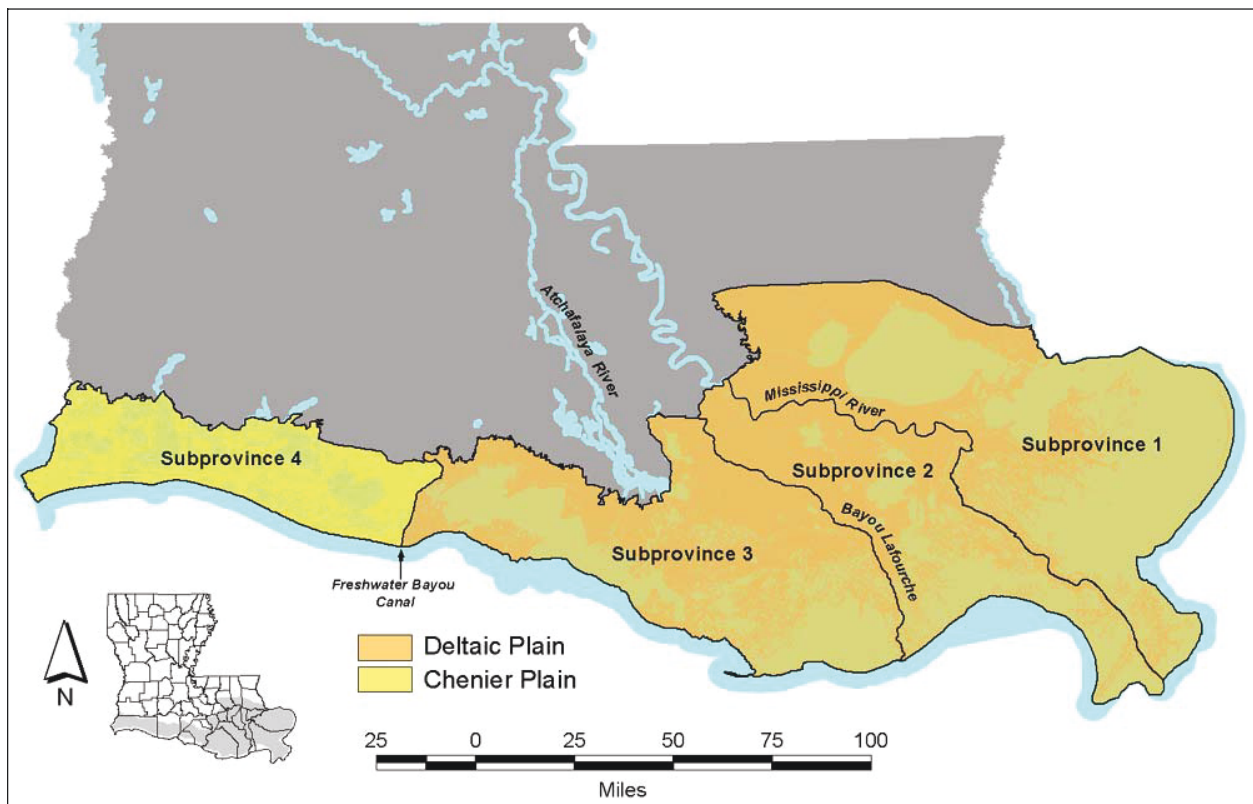 Atchafalaya River
Mississippi River
Subprovince 1
Subprovince 4
Subprovince 2
Bayou Lafourche
Subprovince 3
Freshwater Bayou
Canal
Deltaic Plain
Chenier Plain
N
25 0 25 50 75 100
Miles